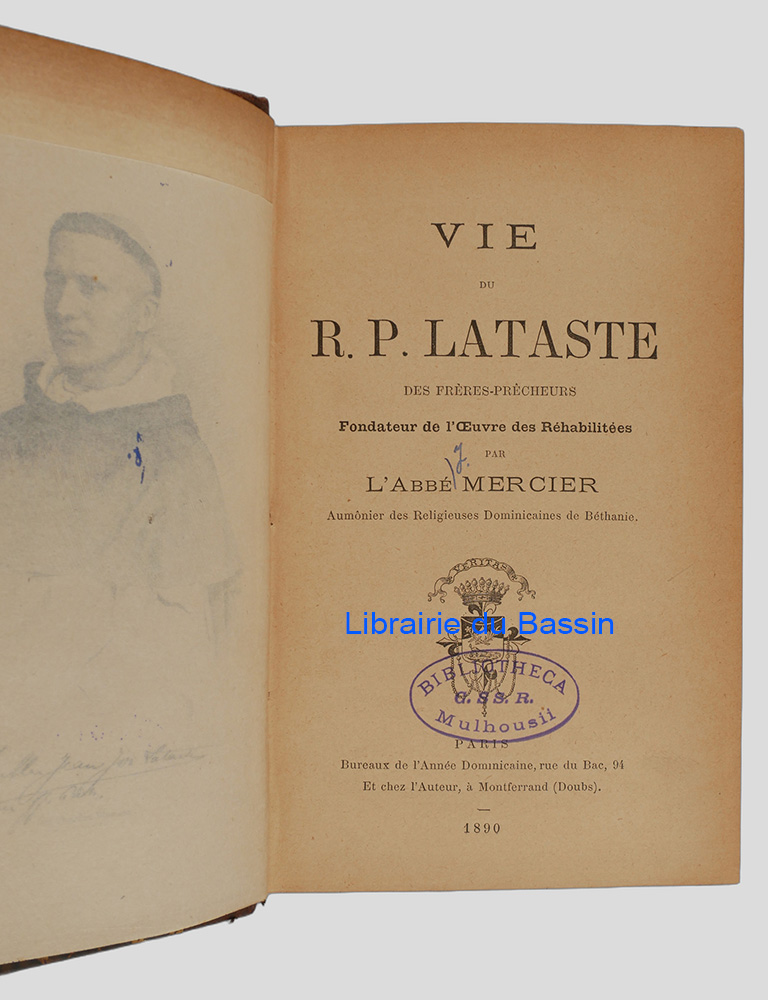 VIE
DU
R. P. LATASTE
DES FRÈRES-PRÊCHEURS
Fondateur de l'Œuvre des Réhabilitées
PAR
J.
L'ABBÉ MERCIER
Aumônier des Religieuses Dominicaines de Béthanie.
VERITAS
Librairie du Bassin
BIBLIOTHECA
C. SS. R.
Mulhousii
PARIS
Bureaux de l'Année Dominicaine, rue du Bac, 94
Et chez l'Auteur, à Montferrand (Doubs).
1890